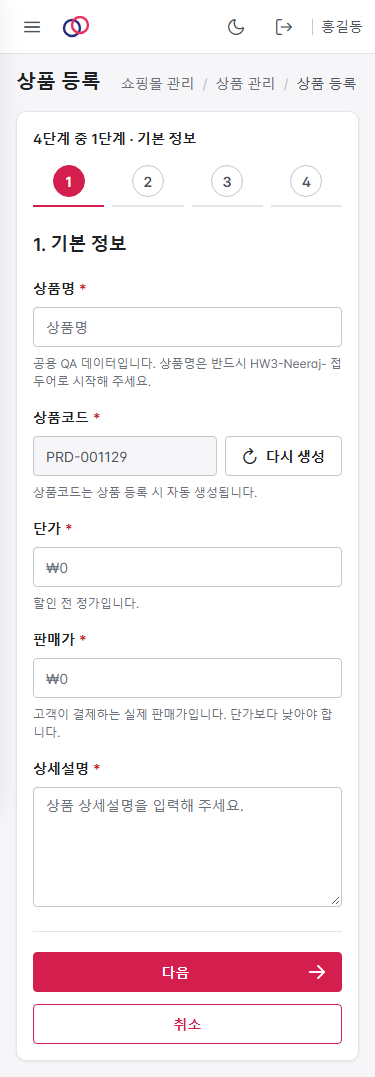 홍길동
상품 등록
쇼핑몰 관리 / 상품 관리 / 상품 등록
4단계 중 1단계 · 기본 정보
1
2
3
4
1. 기본 정보
상품명 *
상품명
공용 QA 데이터입니다. 상품명은 반드시 HW3-Neeraj- 접
두어로 시작해 주세요.
상품코드 *
PRD-001129
다시 생성
상품코드는 상품 등록 시 자동 생성됩니다.
단가 *
₩0
할인 전 정가입니다.
판매가 *
₩0
고객이 결제하는 실제 판매가입니다. 단가보다 낮아야 합
니다.
상세설명 *
상품 상세설명을 입력해 주세요.
다음
취소